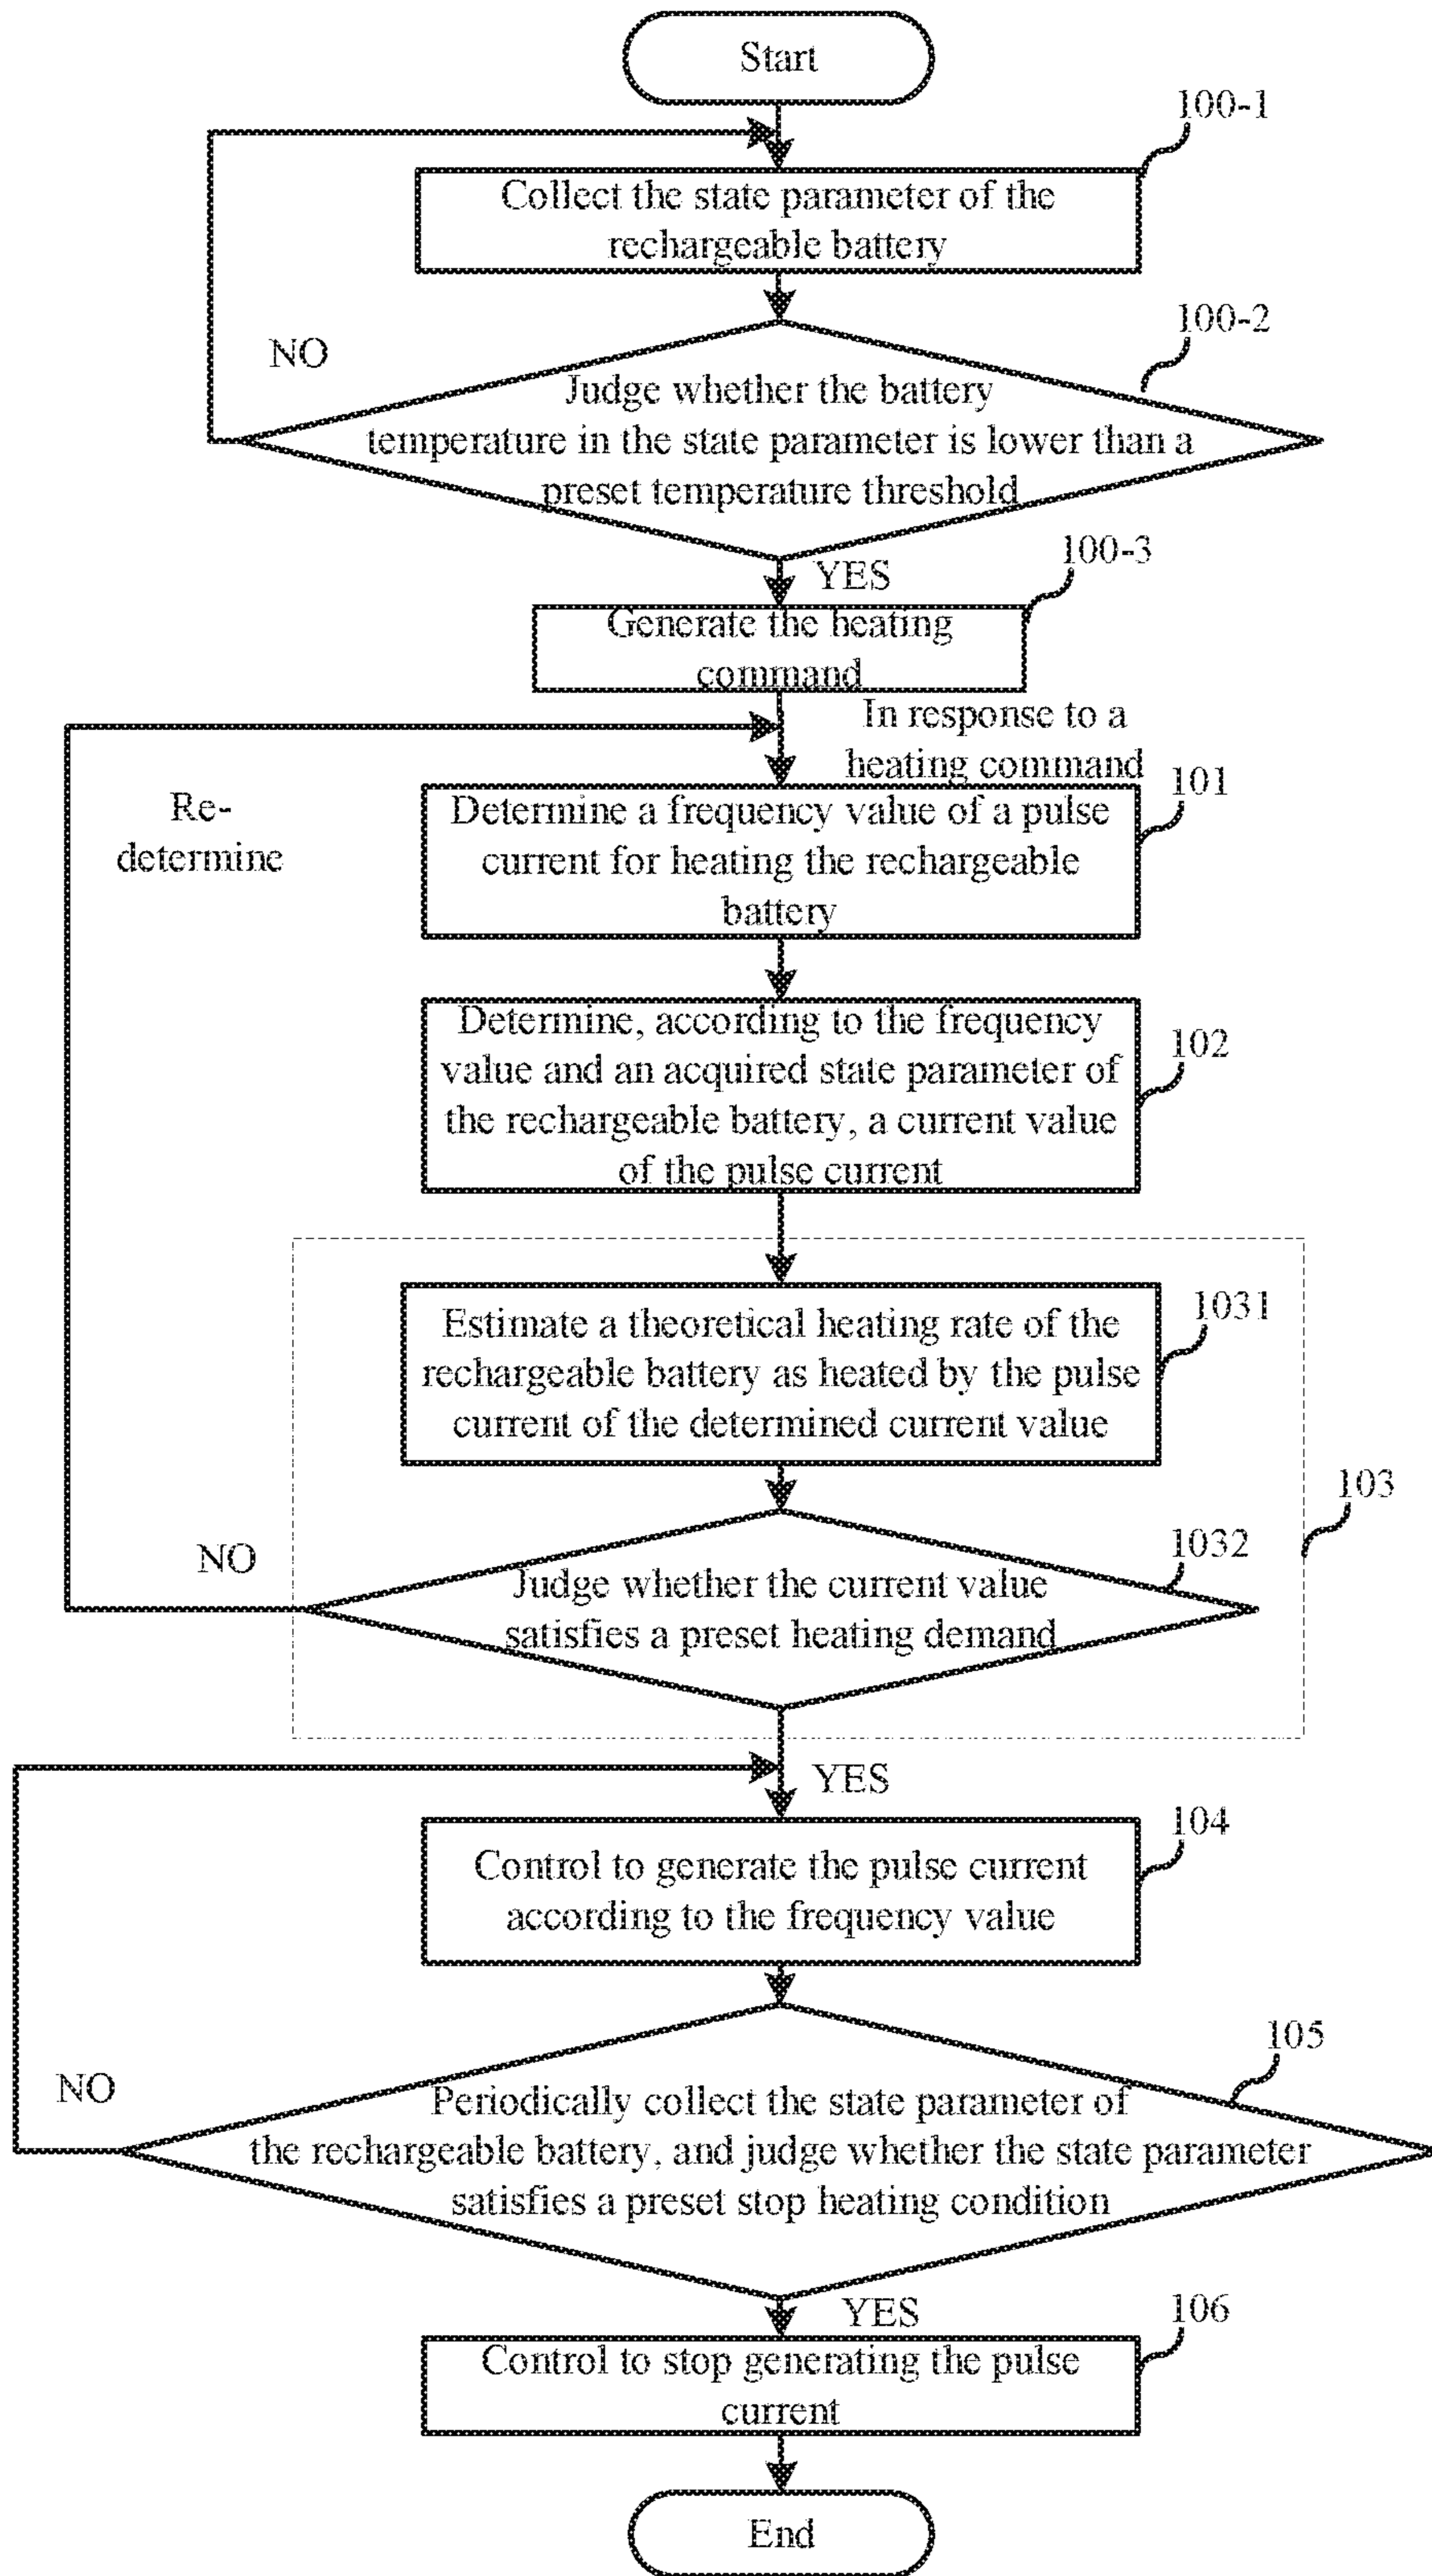 Start
100-1
Collect the state parameter of the
rechargeable battery
100-2
NO
Judge whether the battery
temperature in the state parameter is lower than a
preset temperature threshold
100-3
YES
Generate the heating
command
In response to a
heating command
101
Re-
determine
Determine a frequency value of a pulse
current for heating the rechargeable
battery
102
Determine, according to the frequency
value and an acquired state parameter of
the rechargeable battery, a current value
of the pulse current
1031
Estimate a theoretical heating rate of the
rechargeable battery as heated by the pulse
current of the determined current value
103
1032
NO
Judge whether the current value
satisfies a preset heating demand
YES
104
Control to generate the pulse current
according to the frequency value
105
NO
Periodically collect the state parameter of
the rechargeable battery, and judge whether the state parameter
satisfies a preset stop heating condition
YES
106
Control to stop generating the pulse
current
End